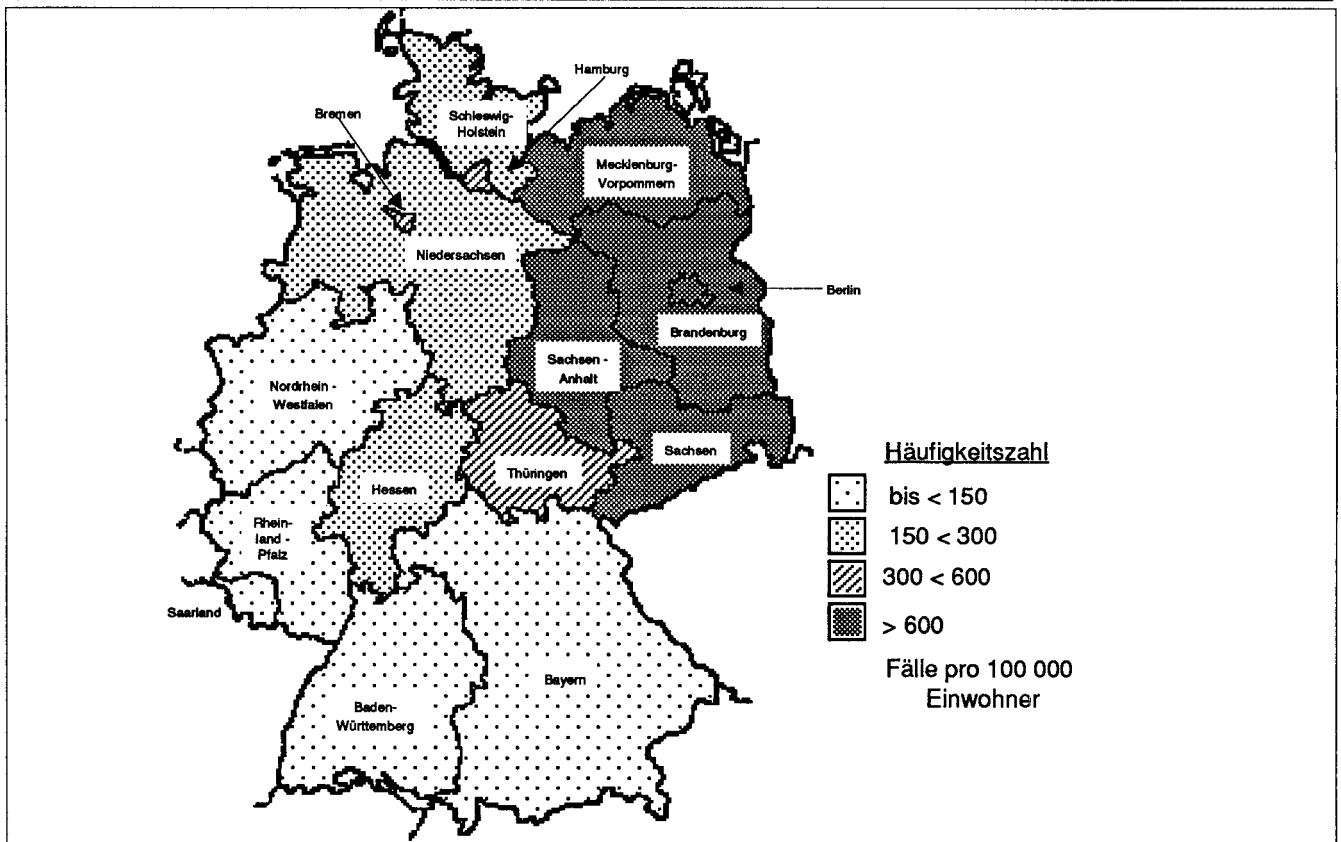 Hamburg
Bremen
Schleswig-
Holstein
Mecklenburg-
Vorpommern
Niedersachsen
Berlin
Brandenburg
Sachsen -
Anhalt
Nordrhein -
Westfalen
Sachsen
Thüringen
Hessen
Rhein-
land -
Pfalz
Saarland
Bayern
Baden-
Württemberg
Häufigkeitszahl
bis < 150
150 < 300
300 < 600
> 600
Fälle pro 100 000
Einwohner